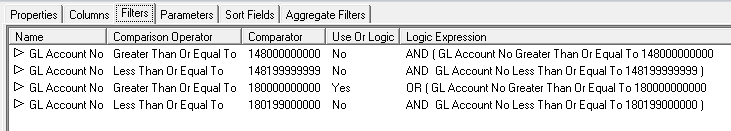 Properties Columns Filters Parameters Sort Fields Aggregate Filters
Name Comparison Operator Comparator Use Or Logic Logic Expression
GL Account No Greater Than Or Equal To 148000000000 No AND ( GL Account No Greater Than Or Equal To 148000000000
GL Account No Less Than Or Equal To 148199999999 No AND GL Account No Less Than Or Equal To 148199999999 )
GL Account No Greater Than Or Equal To 180000000000 Yes OR ( GL Account No Greater Than Or Equal To 180000000000
GL Account No Less Than Or Equal To 180199000000 No AND GL Account No Less Than Or Equal To 180199000000 )